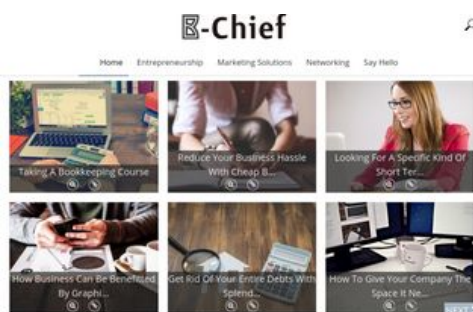 B-Chief
Home Entrepreneurship Marketing Solutions Networking Say Hello
Taking A Bookkeeping Course
Reduce Your Business Hassle
With Cheap B...
Looking For A Specific Kind Of
Short Ter...
How Business Can Be Benefitted
By Graphi...
Get Rid Of Your Entire Debts With
Splend...
How To Give Your Company The
Space It Ne...
NEXT